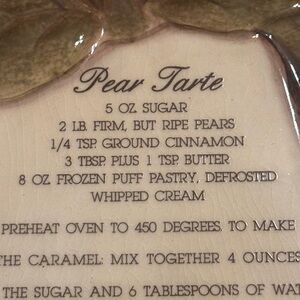 Pear Tarte
5 OZ. SUGAR
2 LB. FIRM, BUT RIPE PEARS
1/4 TSP. GROUND CINNAMON
3 TBSP. PLUS 1 TSP. BUTTER
8 OZ. FROZEN PUFF PASTRY, DEFROSTED
WHIPPED CREAM
PREHEAT OVEN TO 450 DEGREES. TO MAKE
THE CARAMEL: MIX TOGETHER 4 OUNCES
THE SUGAR AND 6 TABLESPOONS OF